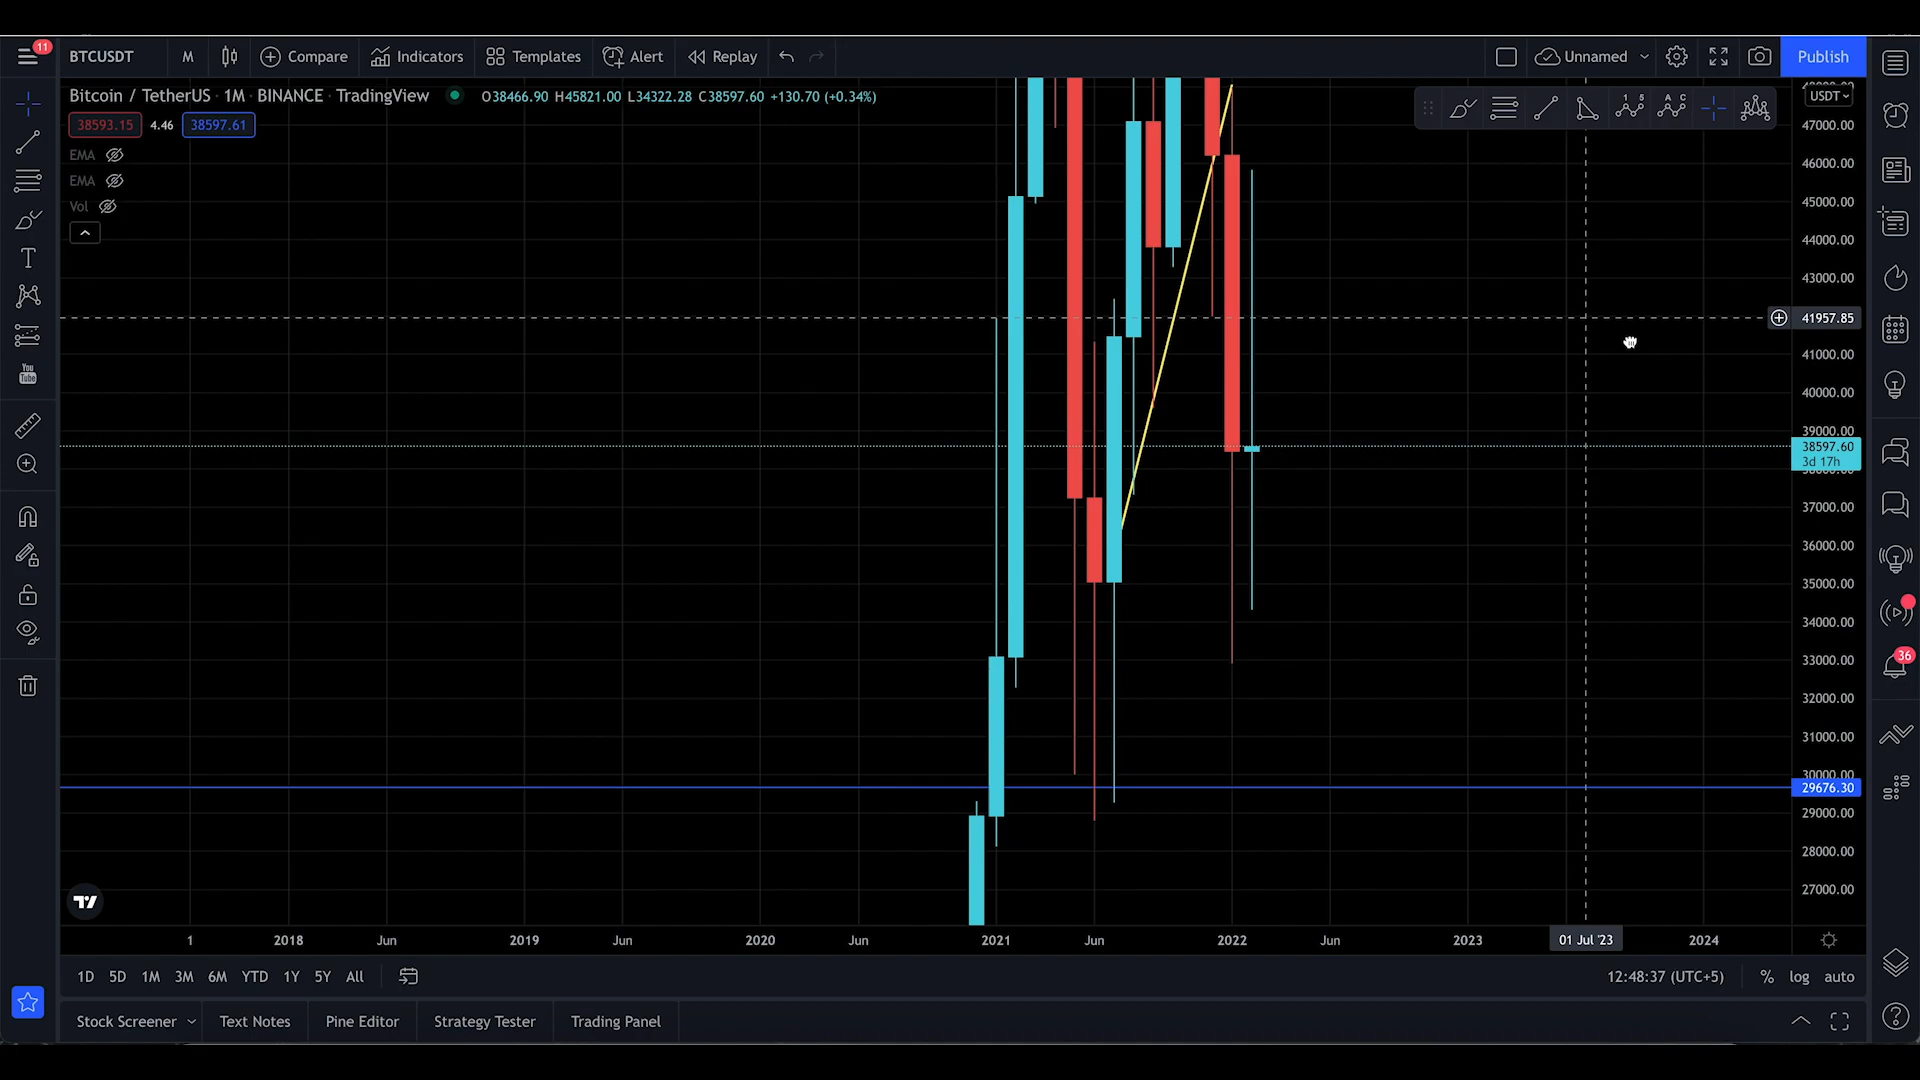 11
BTCUSDT M Compare Indicators Templates Alert Replay Unnamed Publish
Bitcoin / TetherUS · 1M · BINANCE · TradingView O38466.90 H45821.00 L34322.28 C38597.60 +130.70 (+0.34%)
38593.15 4.46 38597.61
EMA
EMA
Vol
USDT
1 5
A C
47000.00
46000.00
45000.00
44000.00
43000.00
41957.85
41000.00
40000.00
39000.00
38597.60
3d 17h
37000.00
36000.00
35000.00
34000.00
33000.00
32000.00
31000.00
30000.00
29676.30
29000.00
28000.00
27000.00
You
Tube
36
1 2018 Jun 2019 Jun 2020 Jun 2021 Jun 2022 Jun 2023 01 Jul '23 2024
1D 5D 1M 3M 6M YTD 1Y 5Y All 12:48:37 (UTC+5) % log auto
Stock Screener Text Notes Pine Editor Strategy Tester Trading Panel